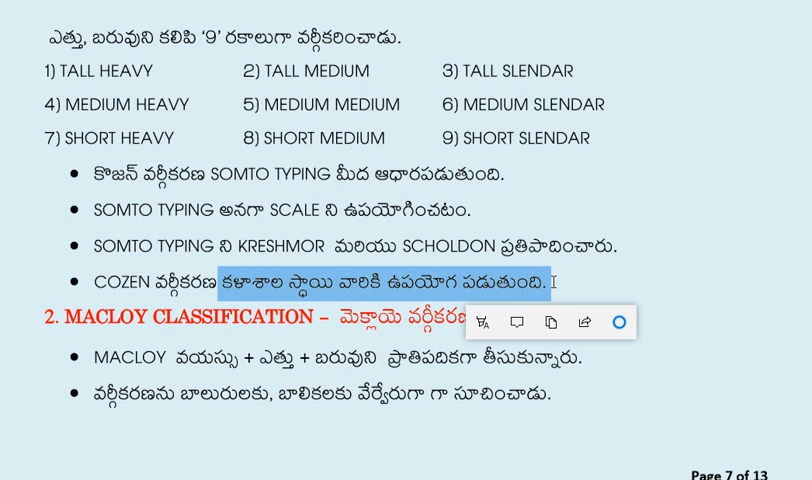 ఎత్తు, బరువుని కలిపి ‘9’ రకాలుగా వర్గీకరించాడు.
1) TALL HEAVY 2) TALL MEDIUM 3) TALL SLENDAR
4) MEDIUM HEAVY 5) MEDIUM MEDIUM 6) MEDIUM SLENDAR
7) SHORT HEAVY 8) SHORT MEDIUM 9) SHORT SLENDAR
• కొజన్ వర్గీకరణ SOMTO TYPING మీద ఆధారపడుతుంది.
• SOMTO TYPING అనగా SCALE ని ఉపయోగించటం.
• SOMTO TYPING ని KRESHMOR మరియు SCHOLDON ప్రతిపాదించారు.
• COZEN వర్గీకరణ కళాశాల స్థాయి వారికి ఉపయోగ పడుతుంది.
2. MACLOY CLASSIFICATION – మెక్లాయె వర్గీకరణ
• MACLOY వయస్సు + ఎత్తు + బరువుని ప్రాతిపదికగా తీసుకున్నారు.
• వర్గీకరణను బాలురులకు, బాలికలకు వేర్వేరుగా గా సూచించాడు.
Page 7 of 13